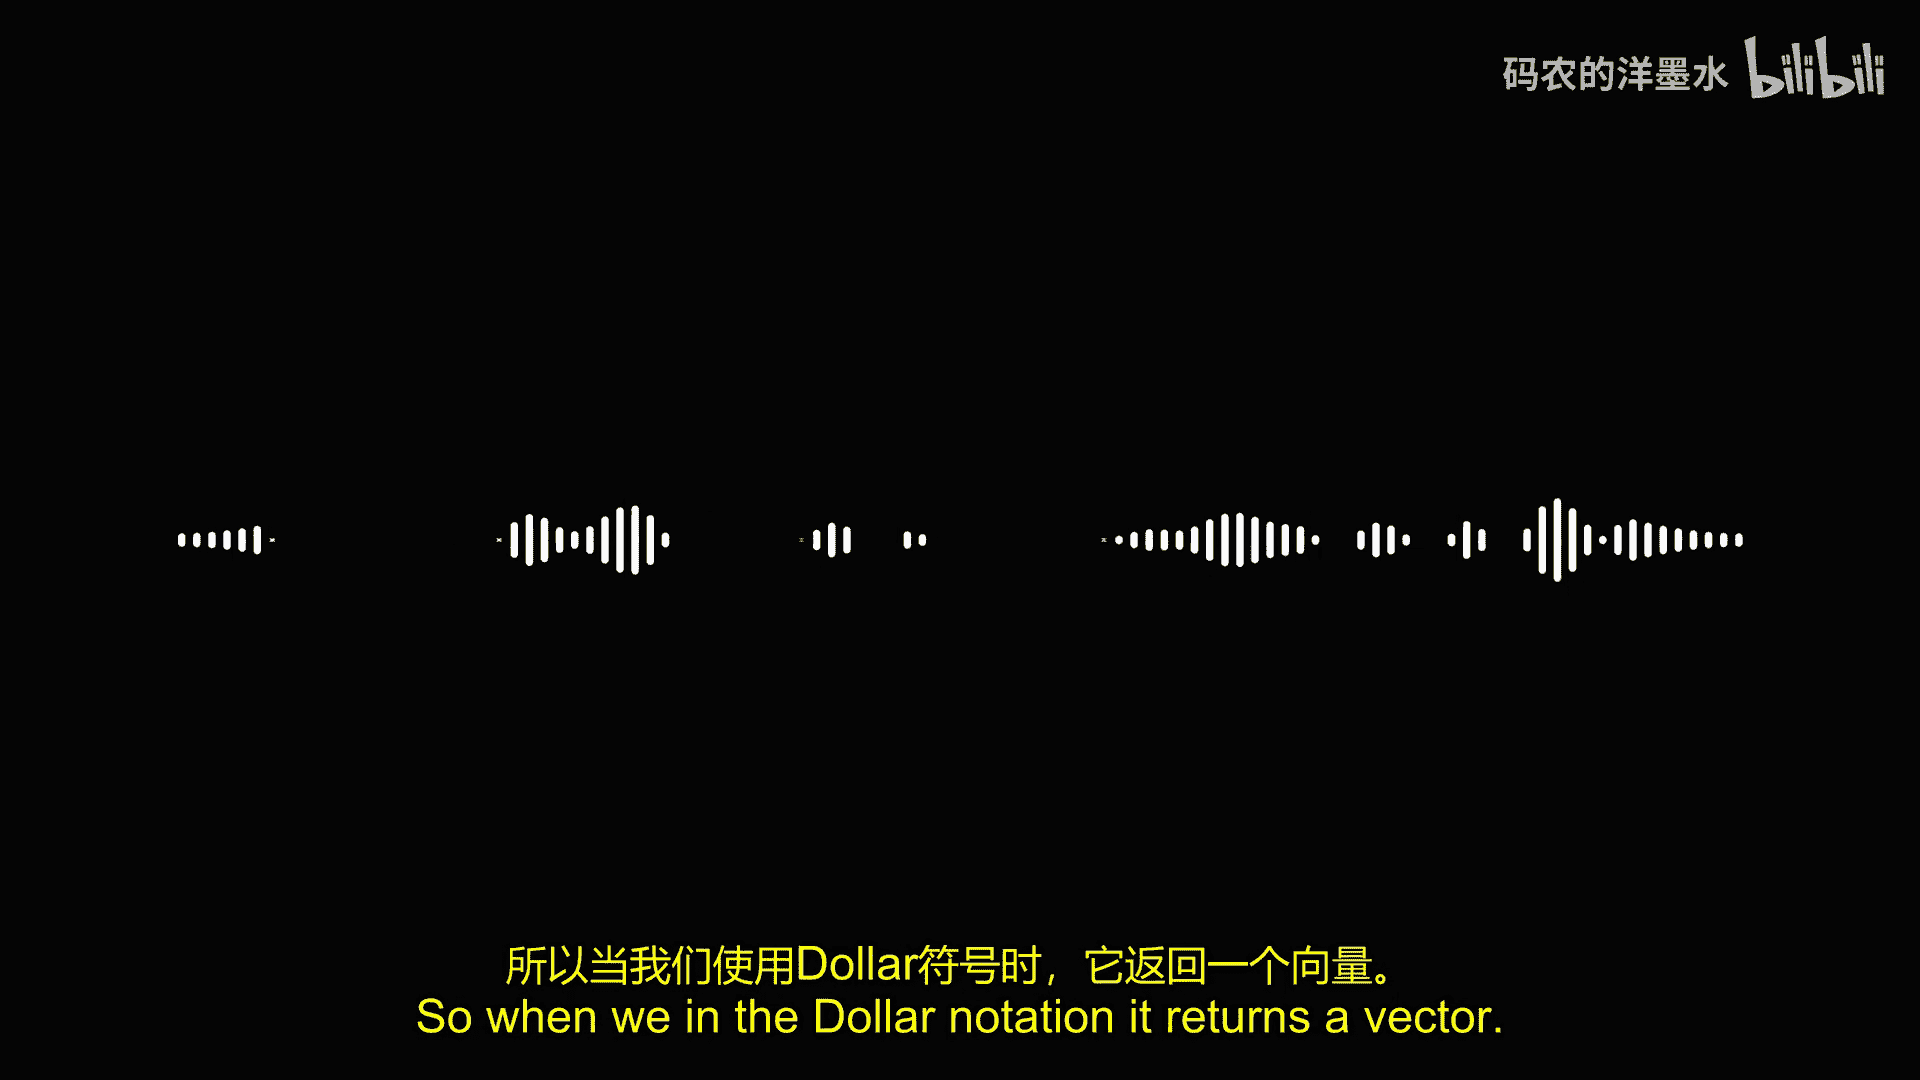 码农的洋墨水 bilibili
所以当我们使用Dollar符号时，它返回一个向量。
So when we in the Dollar notation it returns a vector.